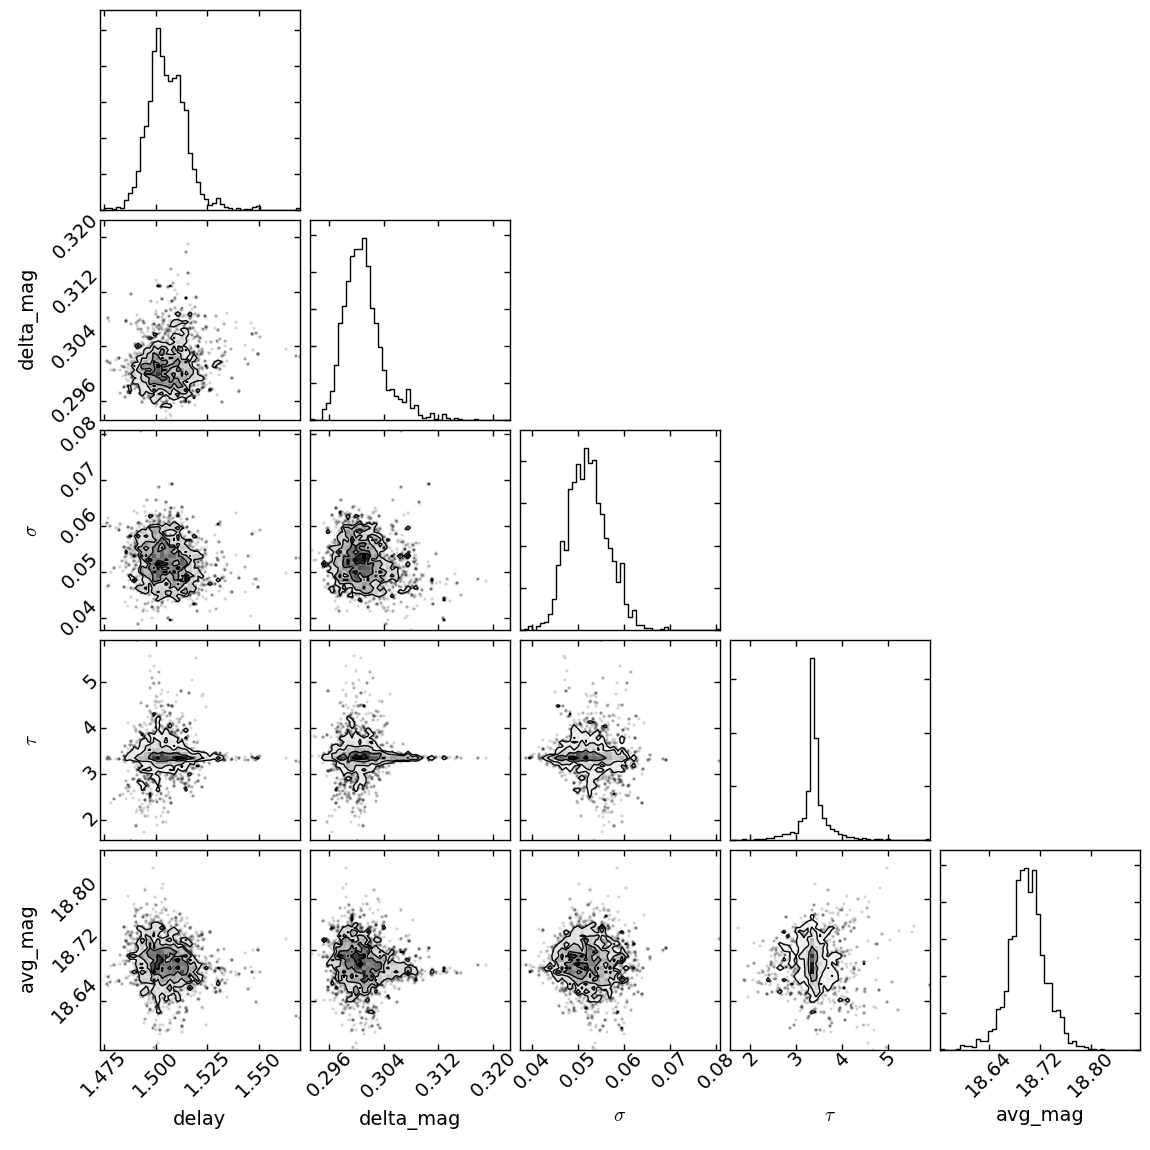 0.320
0.312
0.304
0.296
delta_mag
0.08
0.07
0.06
0.05
0.04
σ
5
4
3
2
τ
18.80
18.72
18.64
avg_mag
1.475 1.500 1.525 1.550
0.296 0.304 0.312 0.320
0.04 0.05 0.06 0.07 0.08
2 3 4 5
18.64 18.72 18.80
delay delta_mag σ τ avg_mag